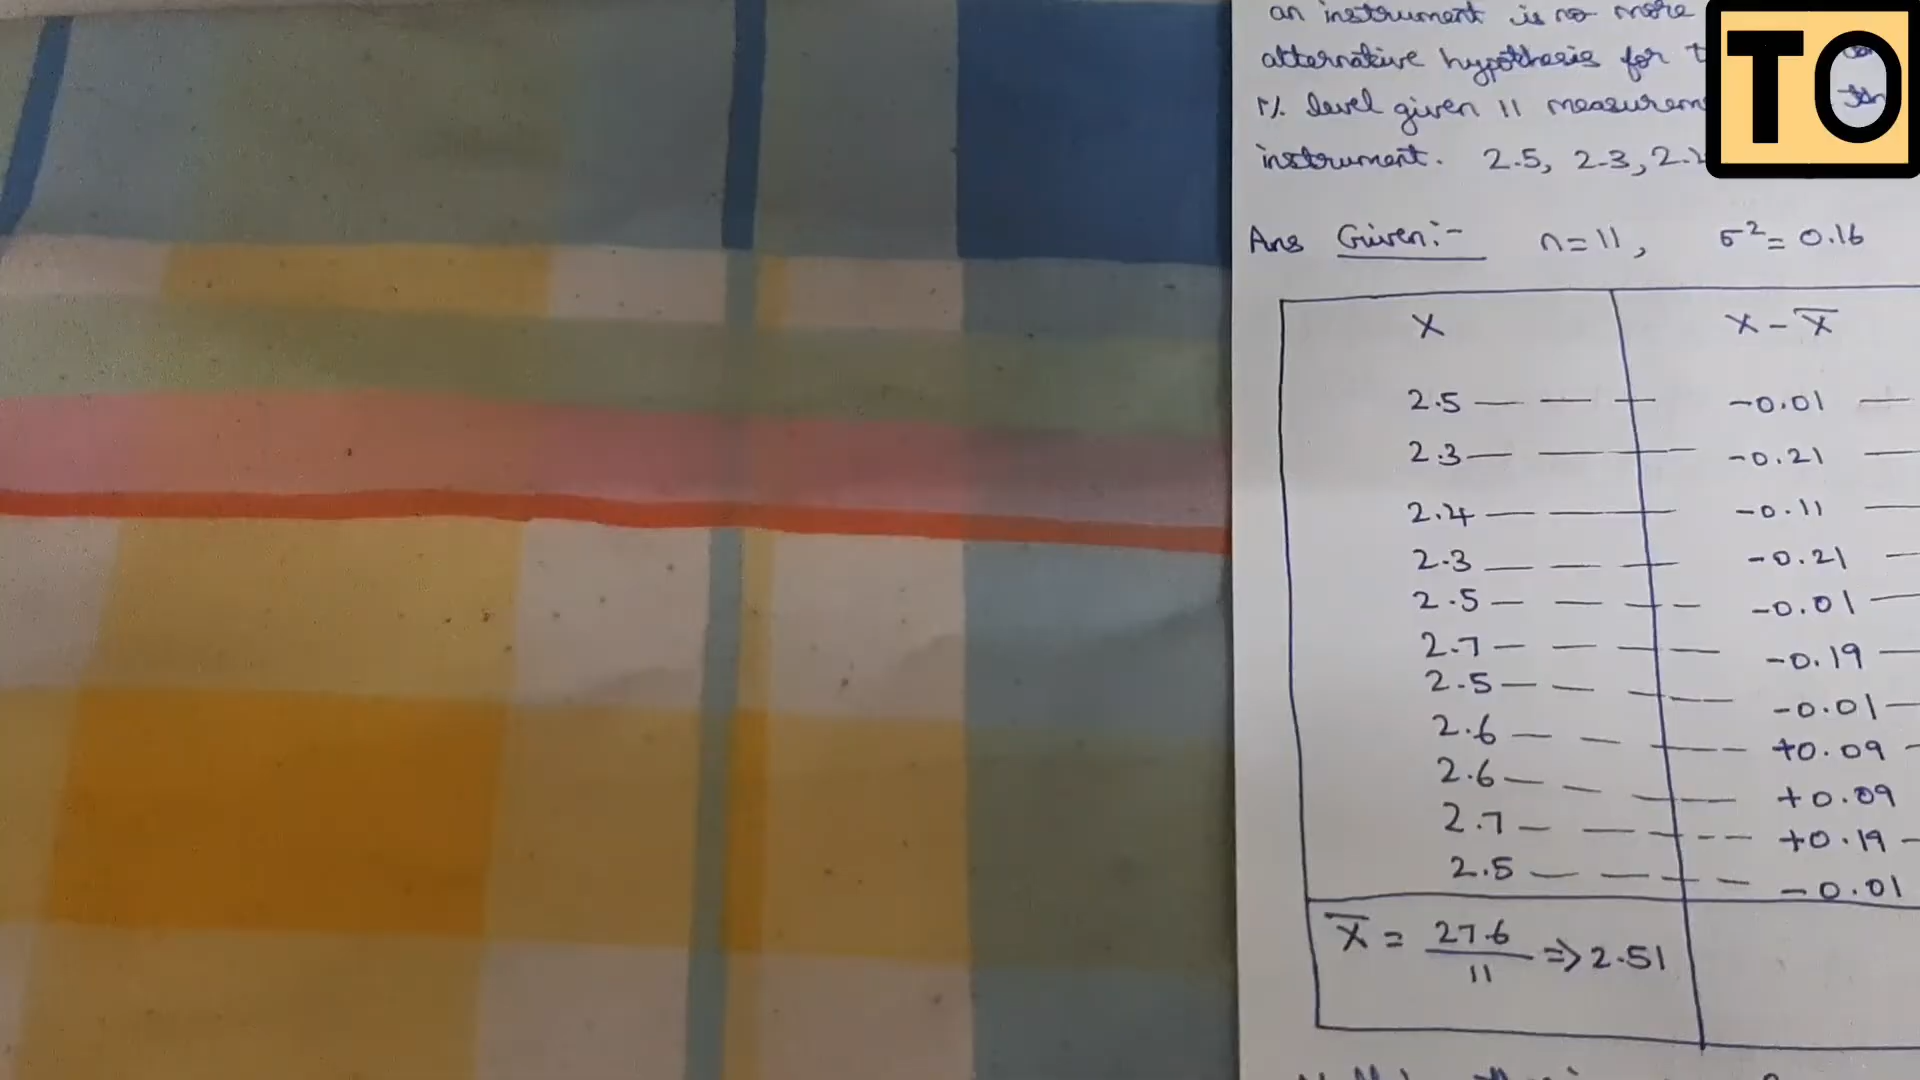 an instrument is no more
alternative hypothesis for
1% level given 11 measurem
instrument. 2.5, 2.3, 2.
TO
Ans Given:- n=11, σ²= 0.16
X X - X̅
2.5 — — — -0.01 —
2.3 — — — -0.21 —
2.4 — — — -0.11 —
2.3 — — — -0.21 —
2.5 — — — - -0.01 —
2.7 — — — — -0.19 —
2.5 — — — — -0.01 —
2.6 — — — -- +0.09 -
2.6 — — — — +0.09
2.7 — — — -- +0.19 -
2.5 — — — — -0.01
X̅ = 27.6 / 11 => 2.51